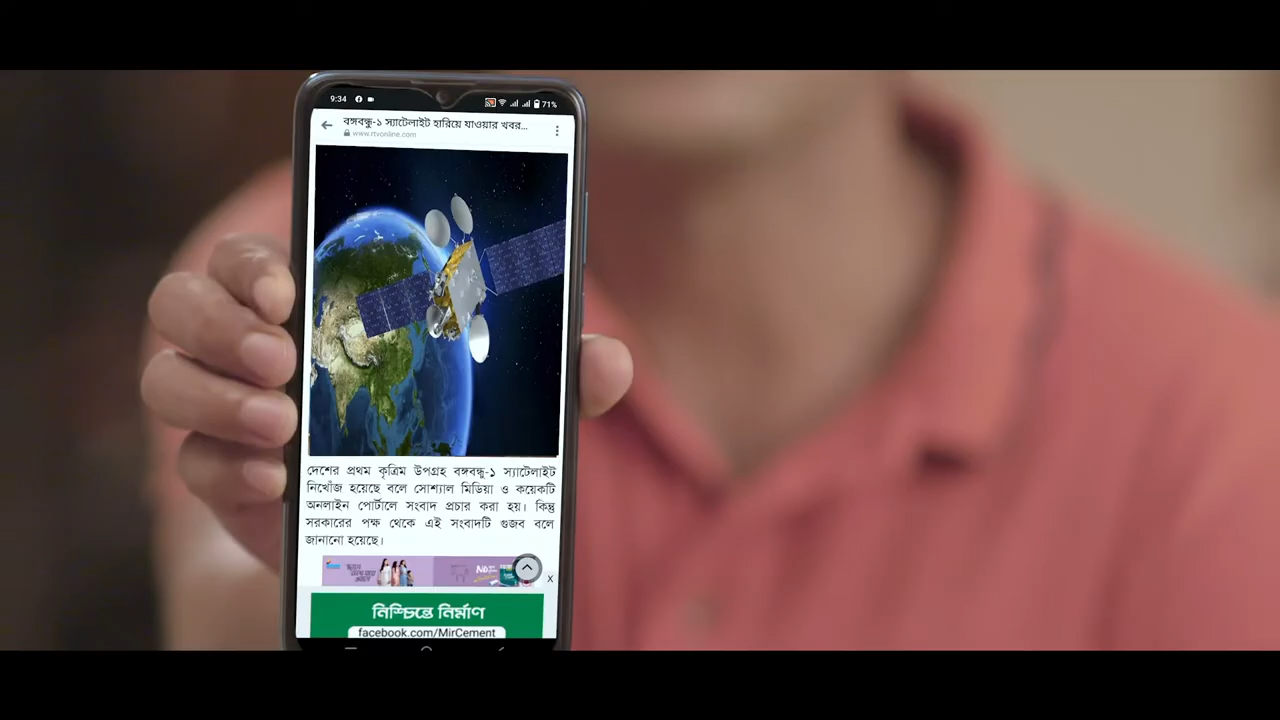 9:34
71%
বঙ্গবন্ধু-১ স্যাটেলাইট হারিয়ে যাওয়ার খবর...
www.rtvonline.com
দেশের প্রথম কৃত্রিম উপগ্রহ বঙ্গবন্ধু-১ স্যাটেলাইট
নিখোঁজ হয়েছে বলে সোশ্যাল মিডিয়া ও কয়েকটি
অনলাইন পোর্টালে সংবাদ প্রচার করা হয়। কিন্তু
সরকারের পক্ষ থেকে এই সংবাদটি গুজব বলে
জানানো হয়েছে।
X
নিশ্চিন্তে নির্মাণ
facebook.com/MirCement